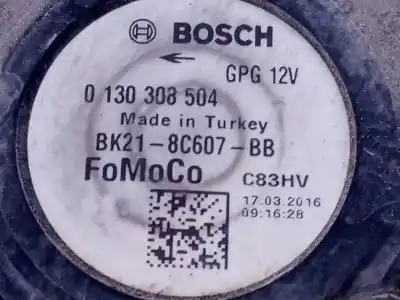 BOSCH
GPG 12V
0 130 308 504
Made in Turkey
BK21-8C607-BB
FoMoCo C83HV
17.03.2016
09:16:28